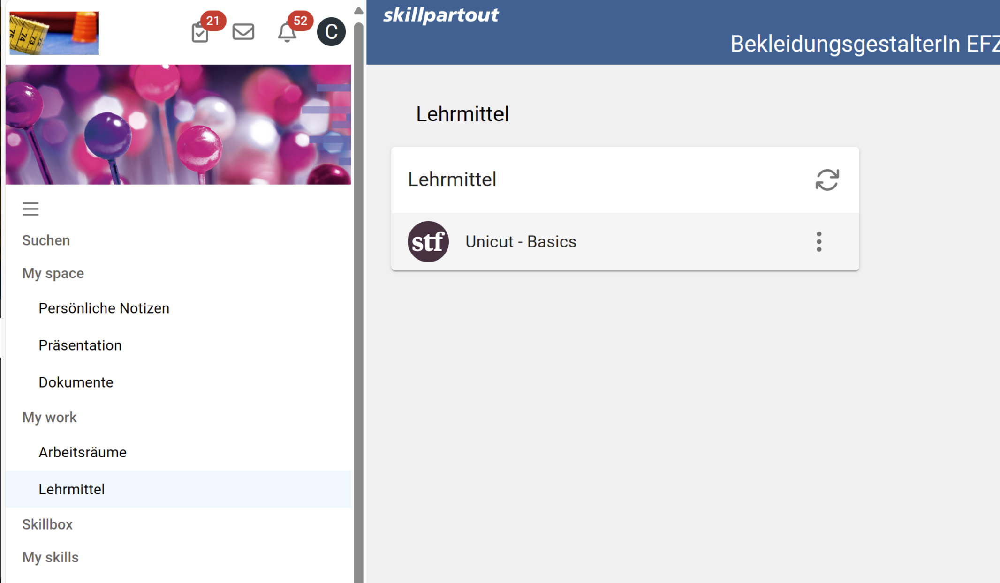 21
52
C
skillpartout
BekleidungsgestalterIn EFZ
75
74
73
72
Suchen
My space
Persönliche Notizen
Präsentation
Dokumente
My work
Arbeitsräume
Lehrmittel
Skillbox
My skills
Lehrmittel
Lehrmittel
stf
Unicut - Basics